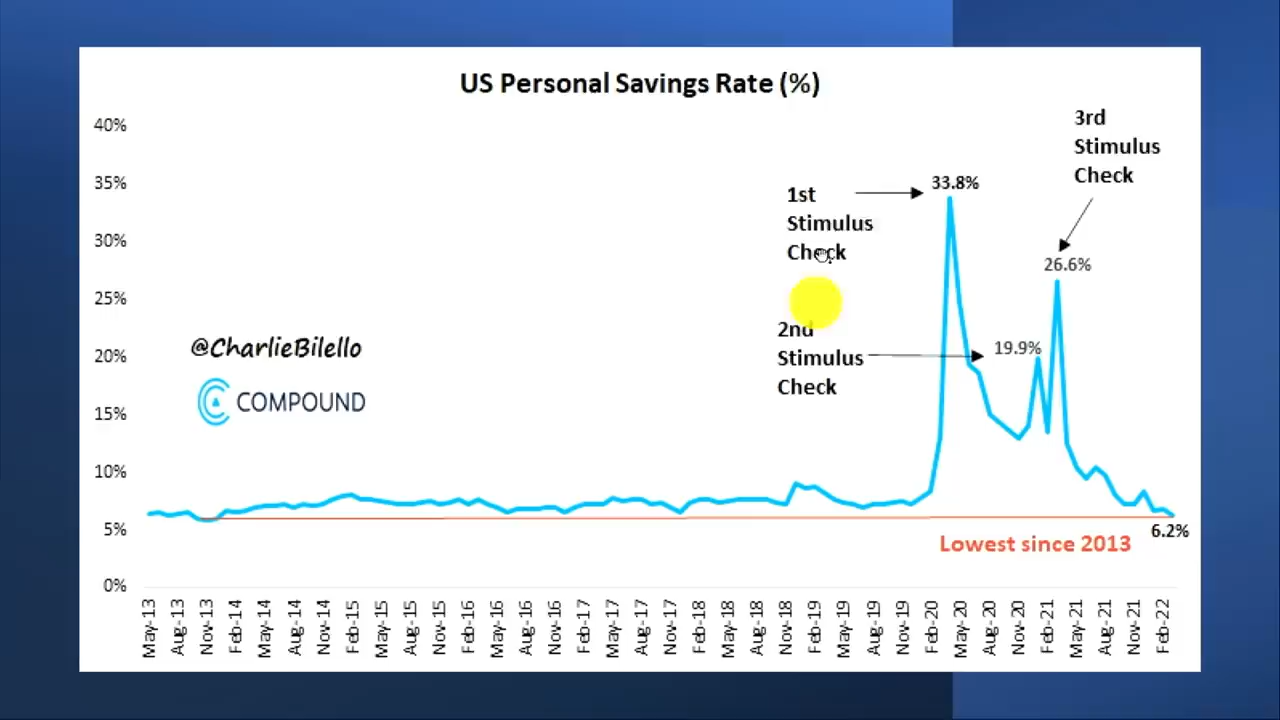 US Personal Savings Rate (%)
40%
35%
30%
25%
20%
15%
10%
5%
0%
1st
Stimulus
Check
33.8%
3rd
Stimulus
Check
26.6%
2nd
Stimulus
Check
19.9%
@CharlieBilello
COMPOUND
6.2%
Lowest since 2013
May-13
Aug-13
Nov-13
Feb-14
May-14
Aug-14
Nov-14
Feb-15
May-15
Aug-15
Nov-15
Feb-16
May-16
Aug-16
Nov-16
Feb-17
May-17
Aug-17
Nov-17
Feb-18
May-18
Aug-18
Nov-18
Feb-19
May-19
Aug-19
Nov-19
Feb-20
May-20
Aug-20
Nov-20
Feb-21
May-21
Aug-21
Nov-21
Feb-22